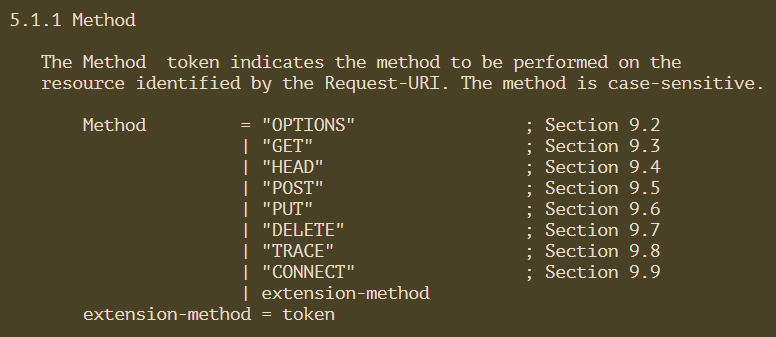 5.1.1 Method
The Method  token indicates the method to be performed on the
resource identified by the Request-URI. The method is case-sensitive.
Method         = "OPTIONS"                ; Section 9.2
| "GET"                    ; Section 9.3
| "HEAD"                   ; Section 9.4
| "POST"                   ; Section 9.5
| "PUT"                    ; Section 9.6
| "DELETE"                 ; Section 9.7
| "TRACE"                  ; Section 9.8
| "CONNECT"                ; Section 9.9
| extension-method
extension-method = token